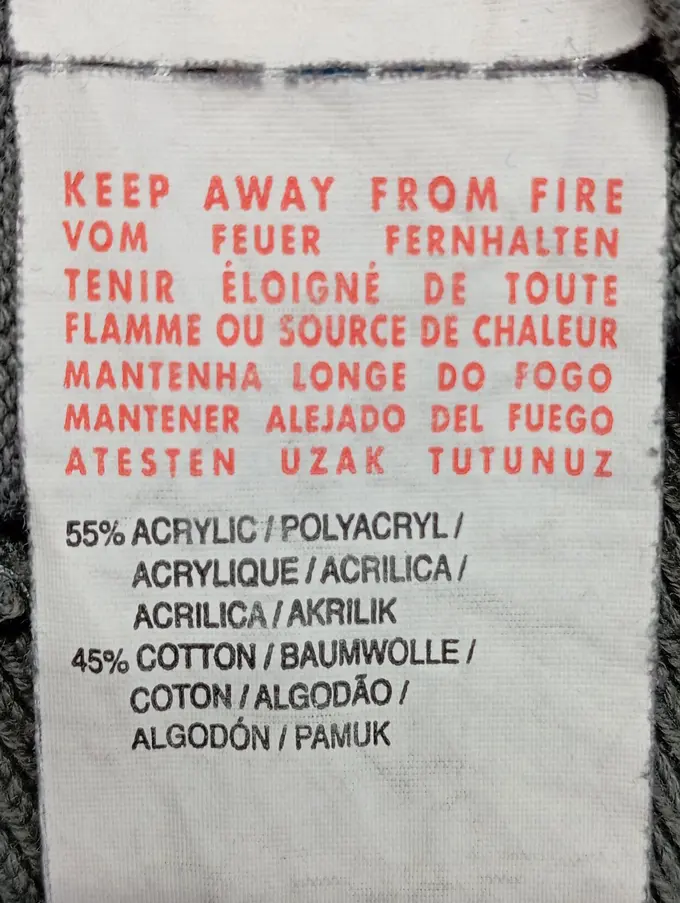 KEEP AWAY FROM FIRE
VOM FEUER FERNHALTEN
TENIR ÉLOIGNÉ DE TOUTE
FLAMME OU SOURCE DE CHALEUR
MANTENHA LONGE DO FOGO
MANTENER ALEJADO DEL FUEGO
ATESTEN UZAK TUTUNUZ
55% ACRYLIC / POLYACRYL /
ACRYLIQUE / ACRILICA /
ACRILICA / AKRILIK
45% COTTON / BAUMWOLLE /
COTON / ALGODÃO /
ALGODÓN / PAMUK